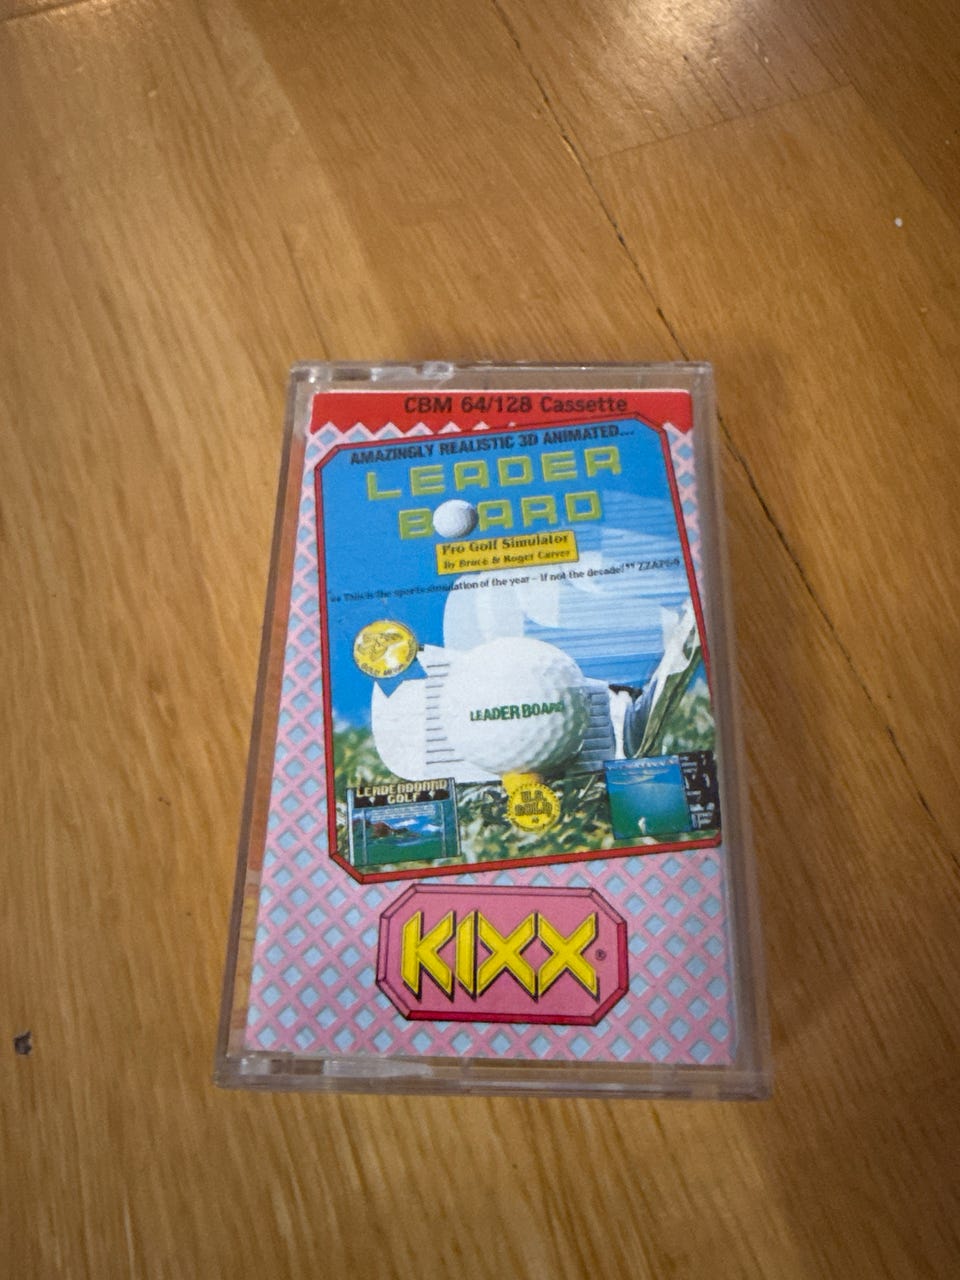 CBM 64/128 Cassette
AMAZINGLY REALISTIC 3D ANIMATED...
LEADER
BOARD
Pro Golf Simulator
By Bruce & Roger Carver
"This is the sports simulation of the year – if not the decade!" ZZAP 64
GOLD
LEADER BOARD
LEADERBOARD
GOLF
U.S.
GOLD
KIXX®